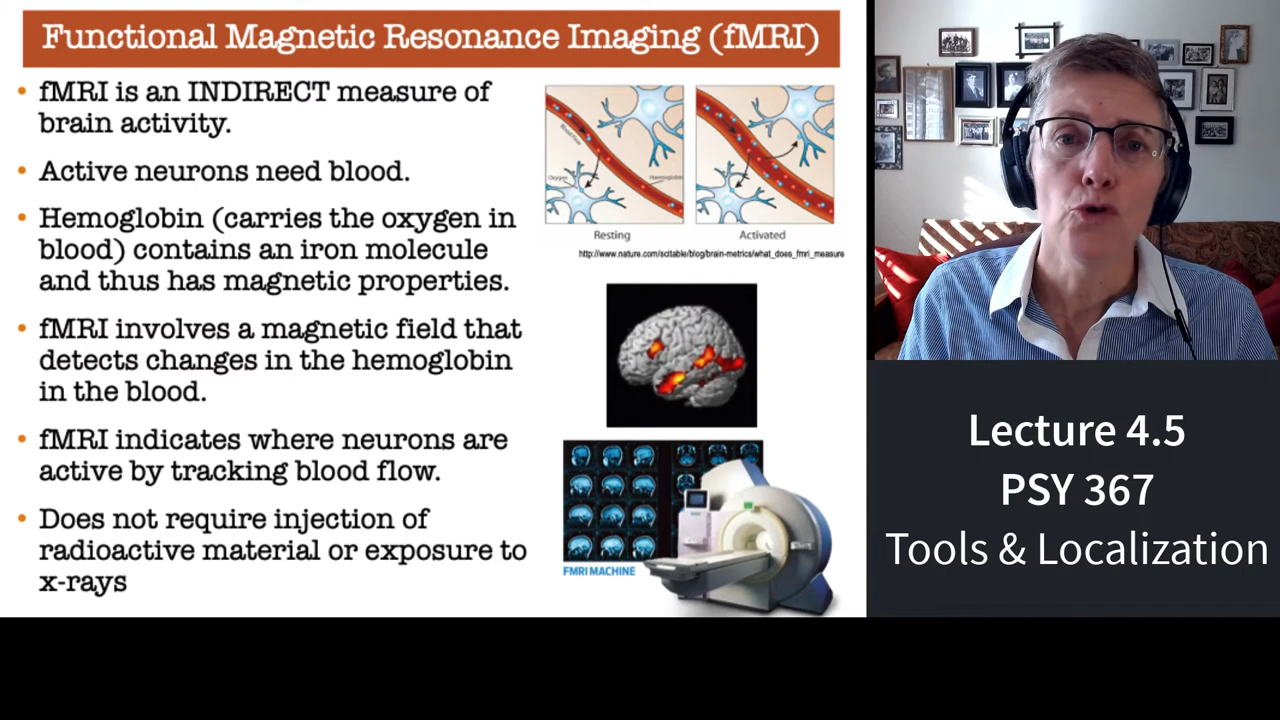 Functional Magnetic Resonance Imaging (fMRI)
• fMRI is an INDIRECT measure of
brain activity.
• Active neurons need blood.
• Hemoglobin (carries the oxygen in
blood) contains an iron molecule
and thus has magnetic properties.
• fMRI involves a magnetic field that
detects changes in the hemoglobin
in the blood.
• fMRI indicates where neurons are
active by tracking blood flow.
• Does not require injection of
radioactive material or exposure to
x-rays
Blood flow
Oxygen
Haemoglobin
Resting
Activated
http://www.nature.com/scitable/blog/brain-metrics/what_does_fmri_measure
FMRI MACHINE
Lecture 4.5
PSY 367
Tools & Localization